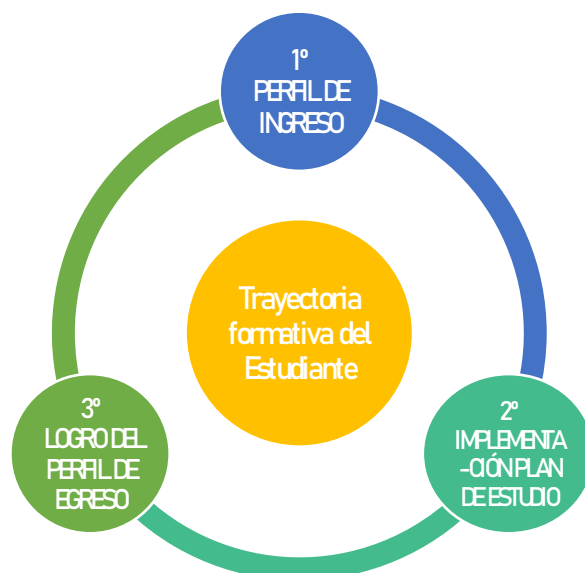 1º
PERFIL DE
INGRESO
Trayectoria
formativa del
Estudiante
2º
IMPLEMENTA
-CIÓN PLAN
DE ESTUDIO
3º
LOGRO DEL
PERFIL DE
EGRESO